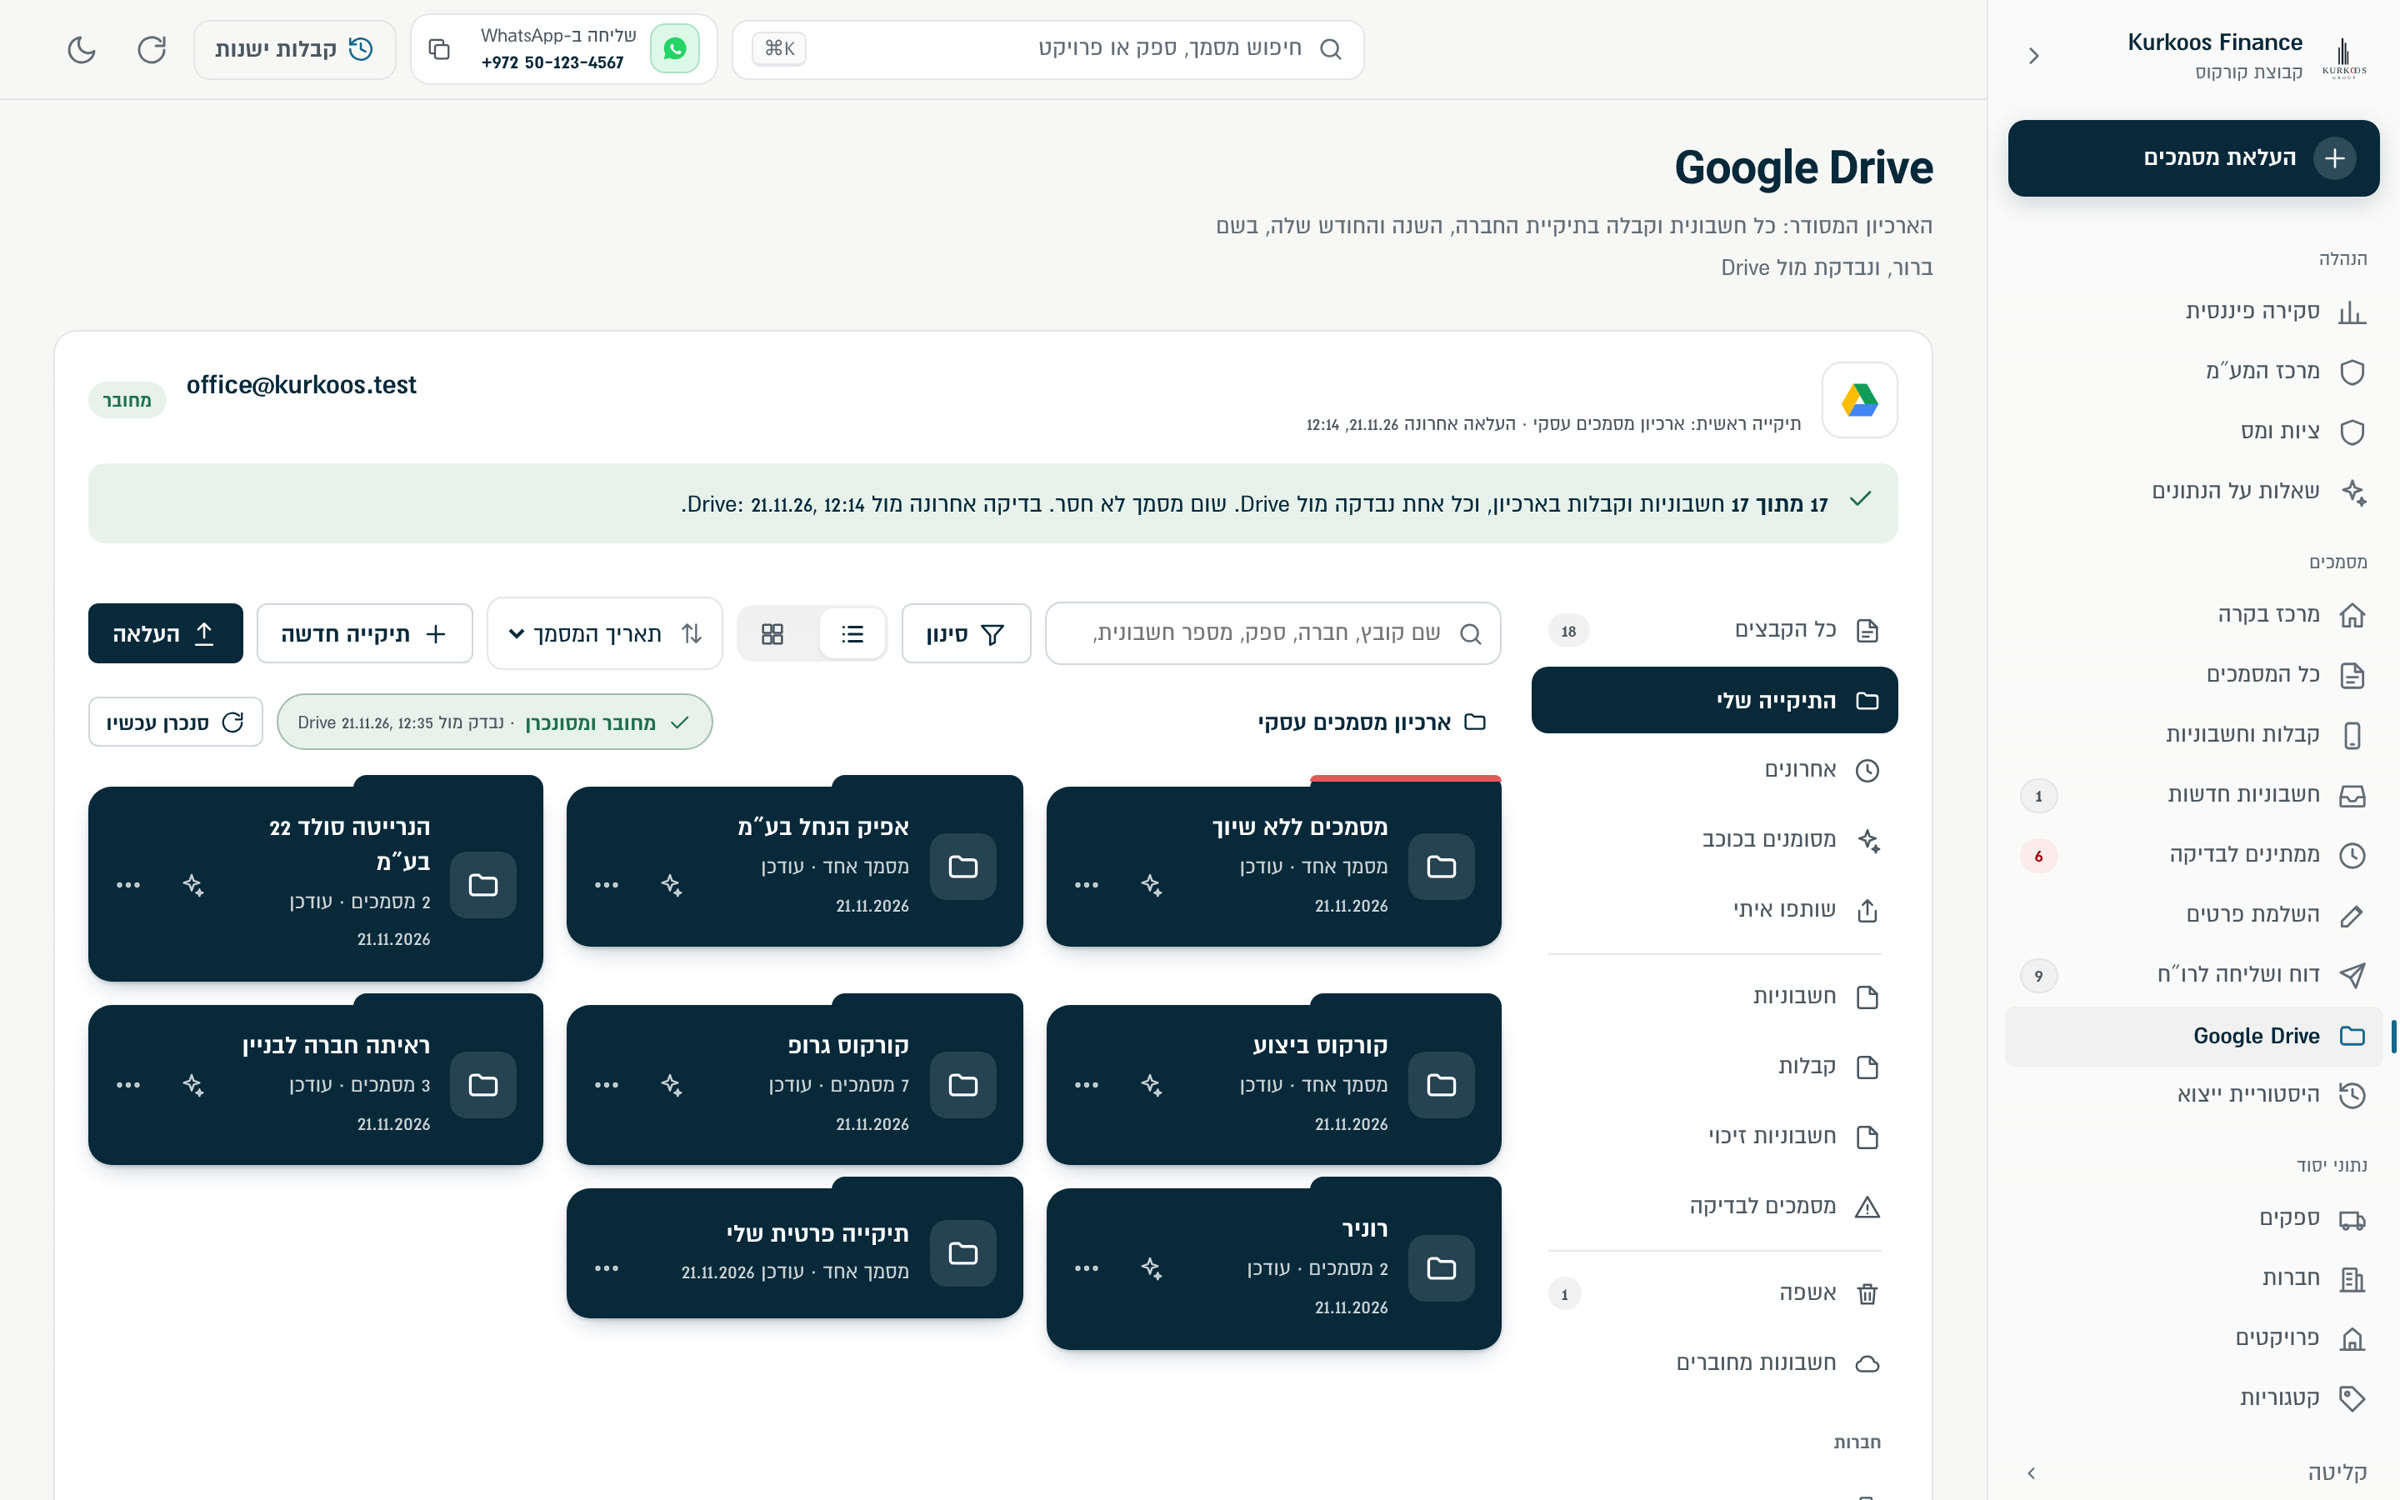 Kurkoos Finance
קבוצת קורקוס
KURKOOS
GROUP
העלאת מסמכים
הנהלה
סקירה פיננסית
מרכז המע״מ
ציות ומס
שאלות על הנתונים
מסמכים
מרכז בקרה
כל המסמכים
קבלות וחשבוניות
חשבוניות חדשות 1
ממתינים לבדיקה 6
השלמת פרטים
דוח ושליחה לרו״ח 9
Google Drive
היסטוריית ייצוא
נתוני יסוד
ספקים
חברות
פרויקטים
קטגוריות
קליטה
חיפוש מסמך, ספק או פרויקט
⌘K
שליחה ב-WhatsApp
+972 50-123-4567
קבלות ישנות
Google Drive
הארכיון המסודר: כל חשבונית וקבלה בתיקיית החברה, השנה והחודש שלה, בשם
ברור, ונבדקת מול Drive
office@kurkoos.test
מחובר
תיקייה ראשית: ארכיון מסמכים עסקי · העלאה אחרונה 21.11.26, 12:14
17 מתוך 17 חשבוניות וקבלות בארכיון, וכל אחת נבדקה מול Drive. שום מסמך לא חסר. בדיקה אחרונה מול Drive: 21.11.26, 12:14.
כל הקבצים 18
התיקייה שלי
אחרונים
מסומנים בכוכב
שותפו איתי
חשבוניות
קבלות
חשבוניות זיכוי
מסמכים לבדיקה
אשפה 1
חשבונות מחוברים
חברות
שם קובץ, חברה, ספק, מספר חשבונית,
סינון
תאריך המסמך
תיקייה חדשה
העלאה
ארכיון מסמכים עסקי
מחובר ומסונכרן · נבדק מול Drive 21.11.26, 12:35
סנכרן עכשיו
מסמכים ללא שיוך
מסמך אחד · עודכן
21.11.2026
אפיק הנחל בע״מ
מסמך אחד · עודכן
21.11.2026
הנרייטה סולד 22
בע״מ
2 מסמכים · עודכן
21.11.2026
קורקוס ביצוע
מסמך אחד · עודכן
21.11.2026
קורקוס גרופ
7 מסמכים · עודכן
21.11.2026
ראיתה חברה לבניין
3 מסמכים · עודכן
21.11.2026
רוניר
2 מסמכים · עודכן
21.11.2026
תיקייה פרטית שלי
מסמך אחד · עודכן 21.11.2026